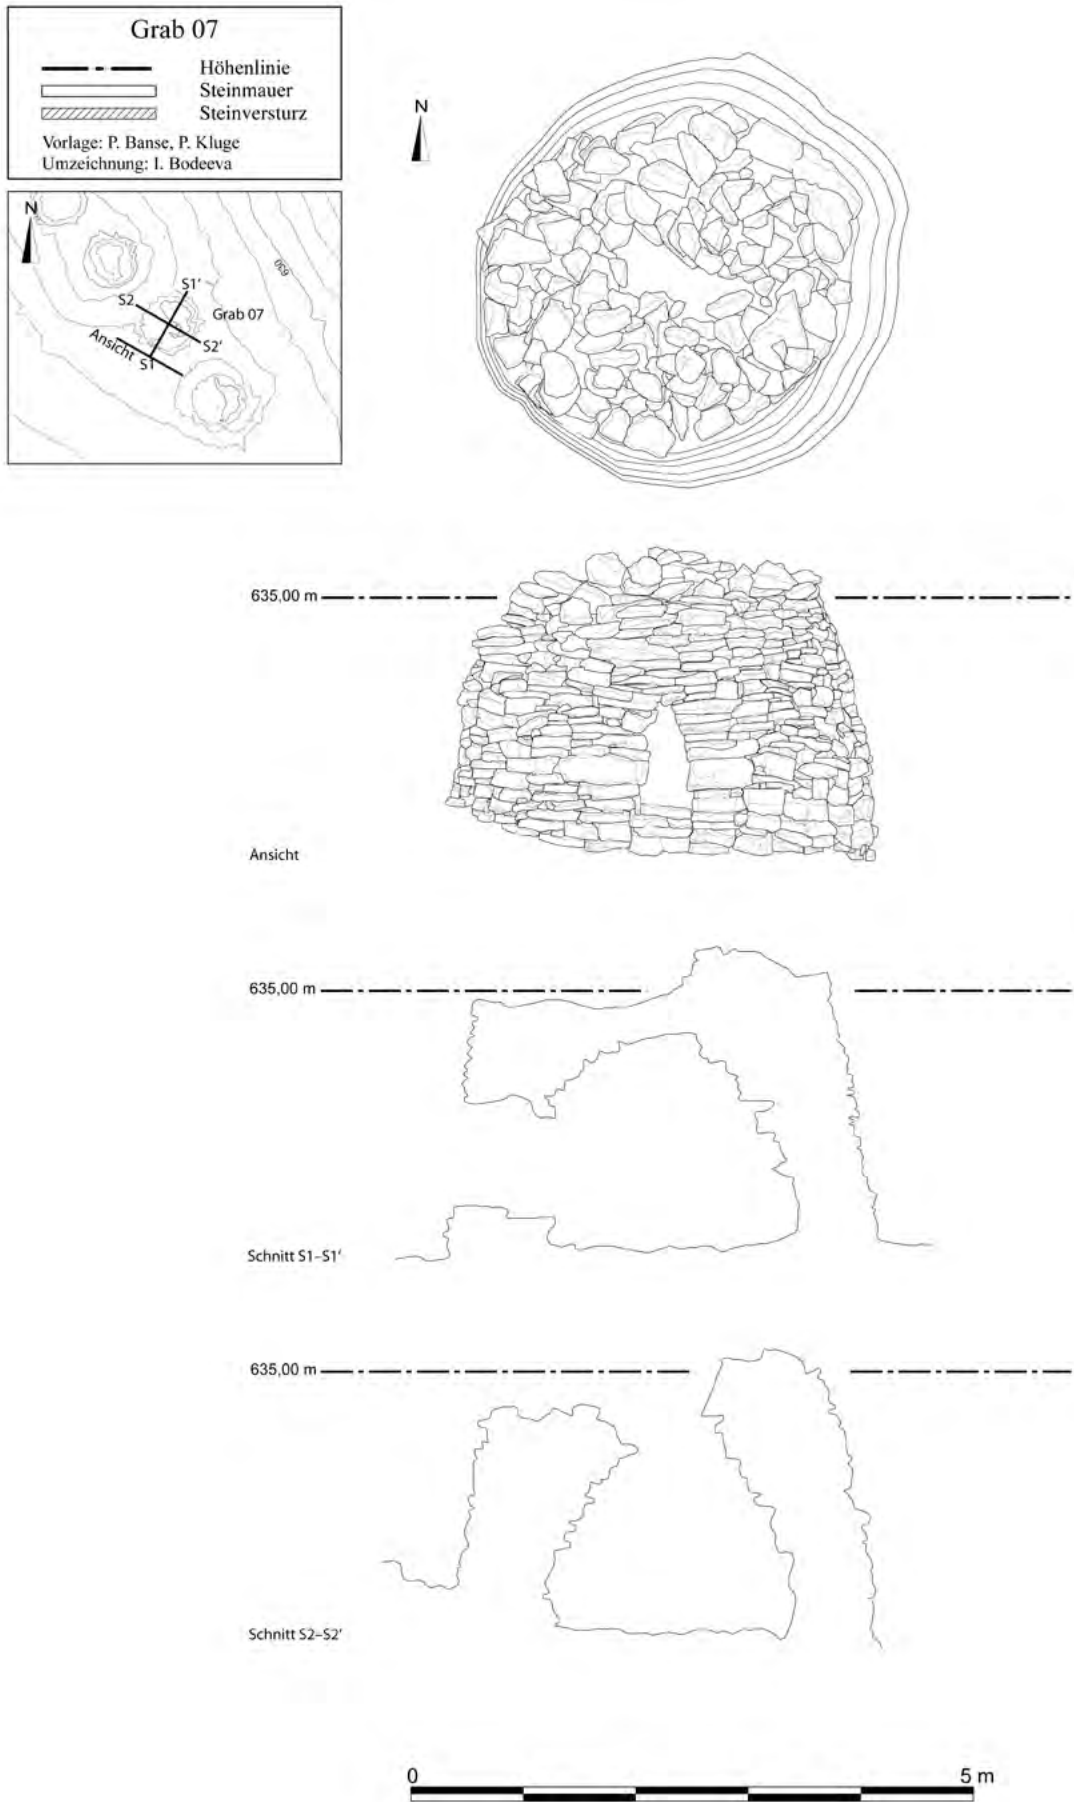 Grab 07
Höhenlinie
Steinmauer
Steinversturz
Vorlage: P. Banse, P. Kluge
Umzeichnung: I. Bodeeva
N
N
630
S1'
S2
Grab 07
Ansicht
S2'
S1
635,00 m
Ansicht
635,00 m
Schnitt S1–S1'
635,00 m
Schnitt S2–S2'
0 5 m